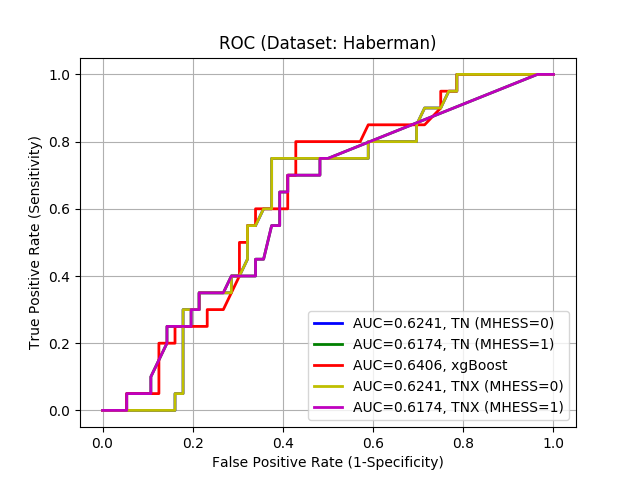 ROC (Dataset: Haberman)
True Positive Rate (Sensitivity)
1.0
0.8
0.6
0.4
0.2
0.0
AUC=0.6241, TN (MHESS=0)
AUC=0.6174, TN (MHESS=1)
AUC=0.6406, xgBoost
AUC=0.6241, TNX (MHESS=0)
AUC=0.6174, TNX (MHESS=1)
0.0 0.2 0.4 0.6 0.8 1.0
False Positive Rate (1-Specificity)